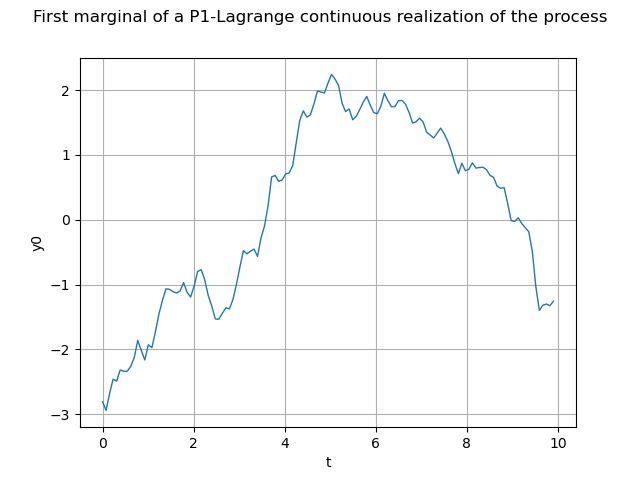 First marginal of a P1-Lagrange continuous realization of the process
2
1
0
−1
−2
−3
y0
0 2 4 6 8 10
t